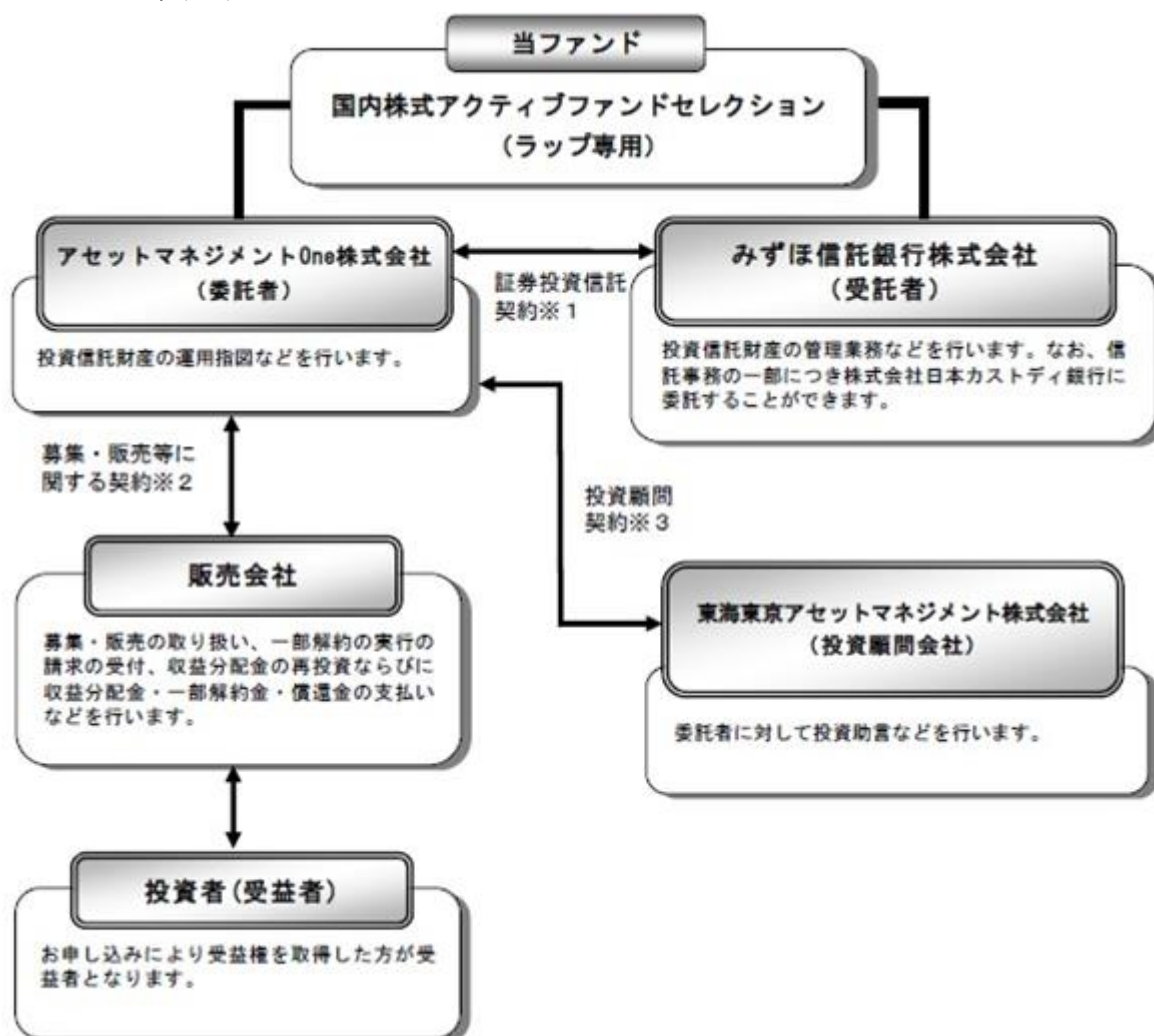 当ファンド
国内株式アクティブファンドセレクション
（ラップ専用）
アセットマネジメントOne株式会社
（委託者）
投資信託財産の運用指図などを行います。
証券投資信託
契約※１
みずほ信託銀行株式会社
（受託者）
投資信託財産の管理業務などを行います。なお、信
託事務の一部につき株式会社日本カストディ銀行に
委託することができます。
募集・販売等に
関する契約※２
投資顧問
契約※３
販売会社
募集・販売の取り扱い、一部解約の実行の
請求の受付、収益分配金の再投資ならびに
収益分配金・一部解約金・償還金の支払い
などを行います。
東海東京アセットマネジメント株式会社
（投資顧問会社）
委託者に対して投資助言などを行います。
投資者(受益者)
お申し込みにより受益権を取得した方が受
益者となります。